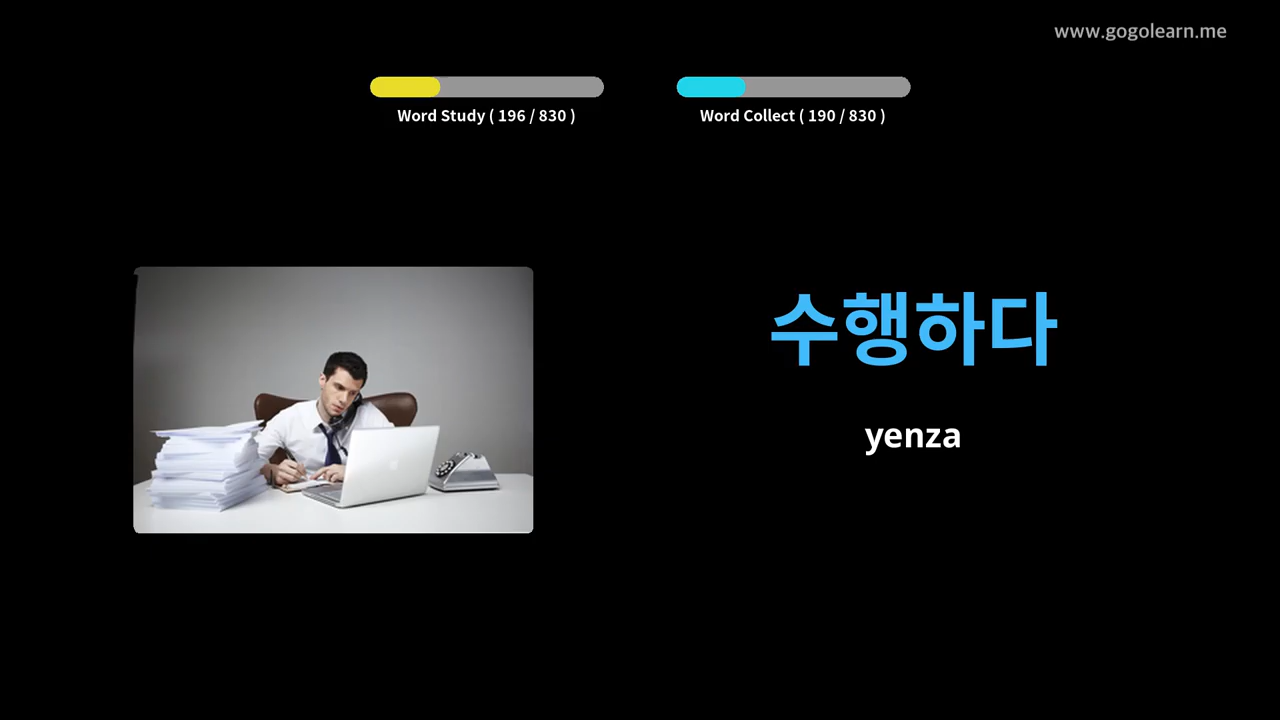 www.gogolearn.me
Word Study ( 196 / 830 )
Word Collect ( 190 / 830 )
수행하다
yenza